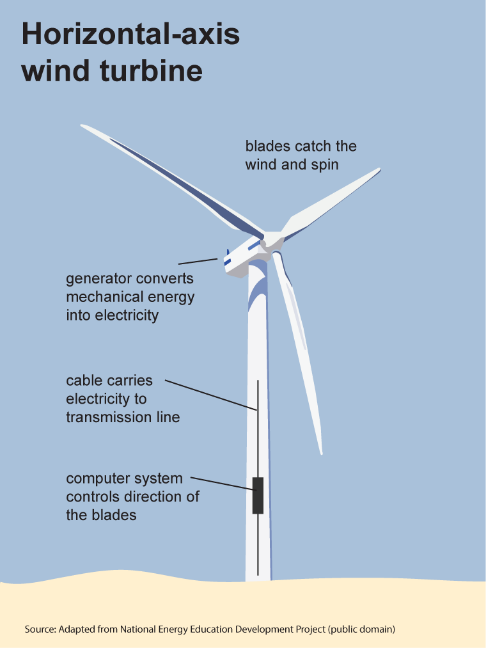 Horizontal-axis
wind turbine
blades catch the
wind and spin
generator converts
mechanical energy
into electricity
cable carries
electricity to
transmission line
computer system
controls direction of
the blades
Source: Adapted from National Energy Education Development Project (public domain)